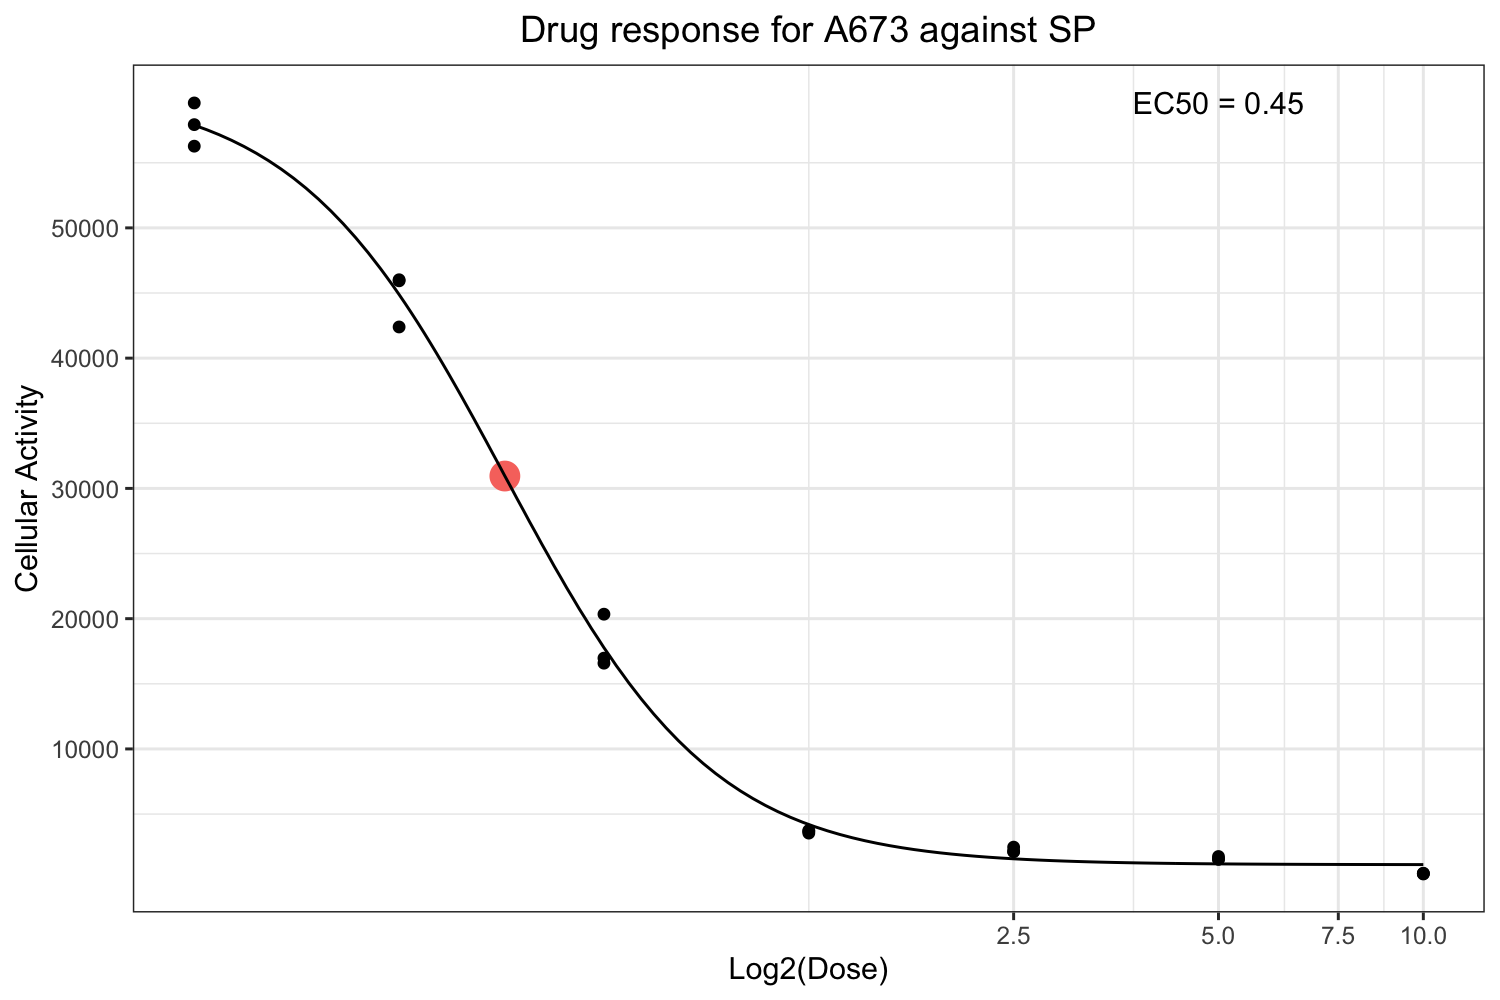 Drug response for A673 against SP
EC50 = 0.45
50000
40000
30000
20000
10000
Cellular Activity
2.5
5.0
7.5
10.0
Log2(Dose)